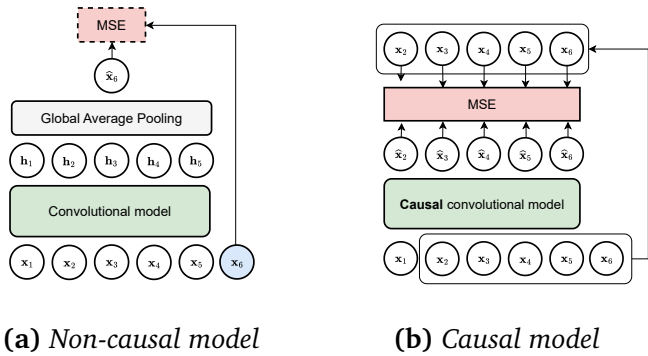 MSE
x̂₆
Global Average Pooling
h₁ h₂ h₃ h₄ h₅
Convolutional model
x₁ x₂ x₃ x₄ x₅ x₆
(a) Non-causal model
x₂ x₃ x₄ x₅ x₆
MSE
x̂₂ x̂₃ x̂₄ x̂₅ x̂₆
Causal convolutional model
x₁ x₂ x₃ x₄ x₅ x₆
(b) Causal model